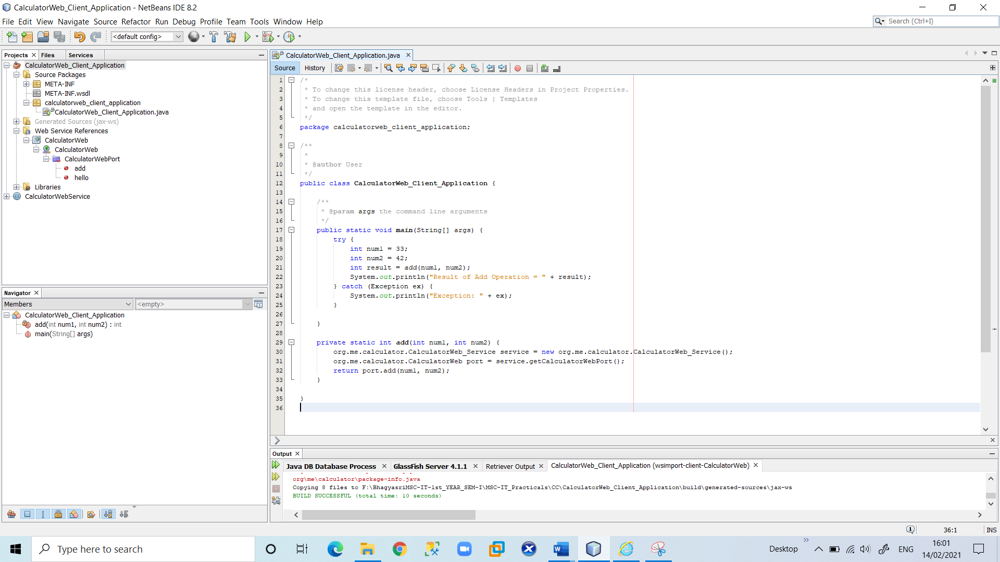 CalculatorWeb_Client_Application - NetBeans IDE 8.2
File Edit View Navigate Source Refactor Run Debug Profile Team Tools Window Help
Search (Ctrl+I)
<default config>
Projects Files Services
CalculatorWeb_Client_Application
Source Packages
META-INF
META-INF.wsdl
calculatorweb_client_application
CalculatorWeb_Client_Application.java
Generated Sources (jax-ws)
Web Service References
CalculatorWeb
CalculatorWeb
CalculatorWebPort
add
hello
Libraries
CalculatorWebService
Navigator
Members
<empty>
CalculatorWeb_Client_Application
add(int num1, int num2) : int
main(String[] args)
CalculatorWeb_Client_Application.java
Source History
1 /*
2 * To change this license header, choose License Headers in Project Properties.
3 * To change this template file, choose Tools | Templates
4 * and open the template in the editor.
5 */
6 package calculatorweb_client_application;
7
8 /**
9 *
10 * @author User
11 */
12 public class CalculatorWeb_Client_Application {
13
14 /**
15 * @param args the command line arguments
16 */
17 public static void main(String[] args) {
18 try {
19 int num1 = 33;
20 int num2 = 42;
21 int result = add(num1, num2);
22 System.out.println("Result of Add Operation = " + result);
23 } catch (Exception ex) {
24 System.out.println("Exception: " + ex);
25 }
26
27 }
28
29 private static int add(int num1, int num2) {
30 org.me.calculator.CalculatorWeb_Service service = new org.me.calculator.CalculatorWeb_Service();
31 org.me.calculator.CalculatorWeb port = service.getCalculatorWebPort();
32 return port.add(num1, num2);
33 }
34
35 }
36
Output
Java DB Database Process GlassFish Server 4.1.1 Retriever Output CalculatorWeb_Client_Application (wsimport-client-CalculatorWeb)
org\me\calculator\package-info.java
Copying 8 files to F:\BhagyasriMSC-IT-1st_YEAR_SEM-I\MSC-IT_Practicals\CC\CalculatorWeb_Client_Application\build\generated-sources\jax-ws
BUILD SUCCESSFUL (total time: 10 seconds)
1 36:1 INS
Type here to search
Desktop
ENG
16:01
14/02/2021